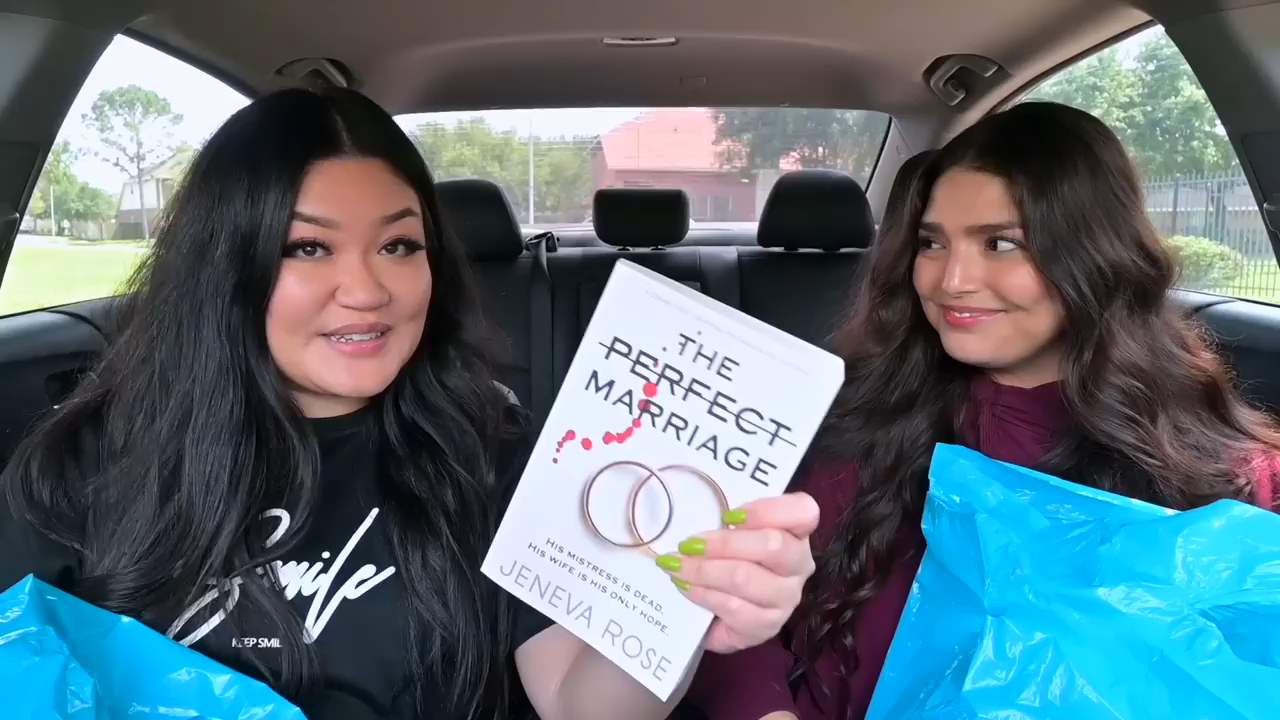 THE
PERFECT
MARRIAGE
HIS MISTRESS IS DEAD.
HIS WIFE IS HIS ONLY HOPE.
JENEVA ROSE
Smile
KEEP SMIL